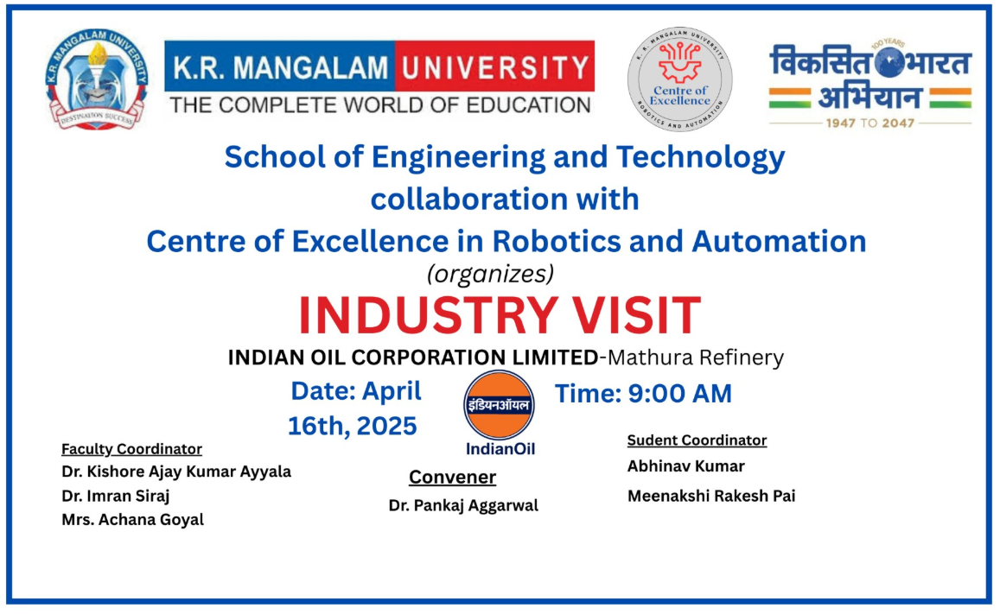 K.R. MANGALAM UNIVERSITY
DESTINATION SUCCESS
K.R. MANGALAM UNIVERSITY
THE COMPLETE WORLD OF EDUCATION
K. R. MANGALAM UNIVERSITY
Centre of
Excellence
ROBOTICS AND AUTOMATION
100 YEARS
विकसित भारत
अभियान
1947 TO 2047
School of Engineering and Technology
collaboration with
Centre of Excellence in Robotics and Automation
(organizes)
INDUSTRY VISIT
INDIAN OIL CORPORATION LIMITED-Mathura Refinery
Date: April
16th, 2025
इंडियनऑयल
IndianOil
Time: 9:00 AM
Faculty Coordinator
Dr. Kishore Ajay Kumar Ayyala
Dr. Imran Siraj
Mrs. Achana Goyal
Convener
Dr. Pankaj Aggarwal
Sudent Coordinator
Abhinav Kumar
Meenakshi Rakesh Pai